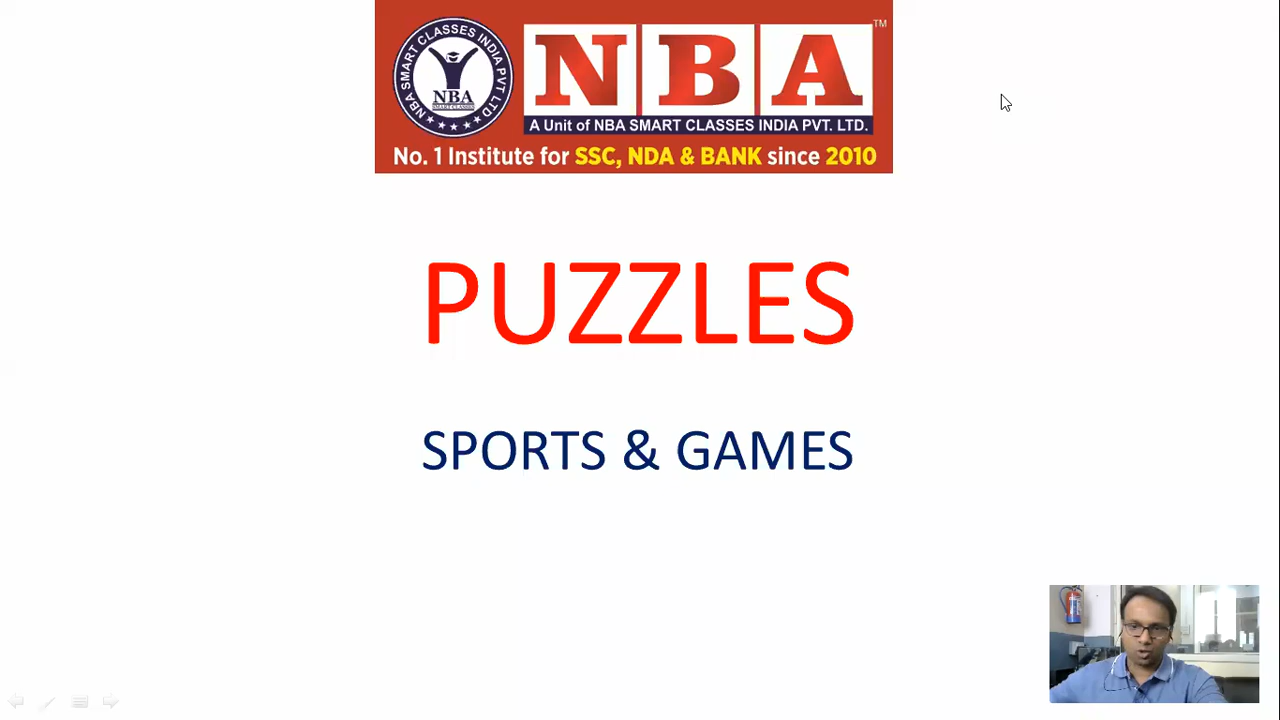 NBA SMART CLASSES INDIA PVT LTD
NBA
SMART CLASSES
NBA
TM
A Unit of NBA SMART CLASSES INDIA PVT. LTD.
No. 1 Institute for SSC, NDA & BANK since 2010
PUZZLES
SPORTS & GAMES